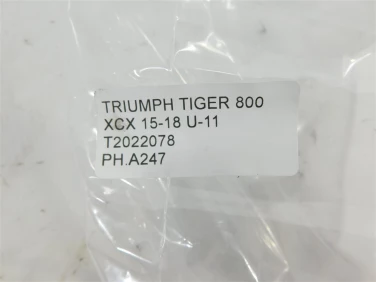 TRIUMPH TIGER 800
XCX 15-18 U-11
T2022078
PH.A247